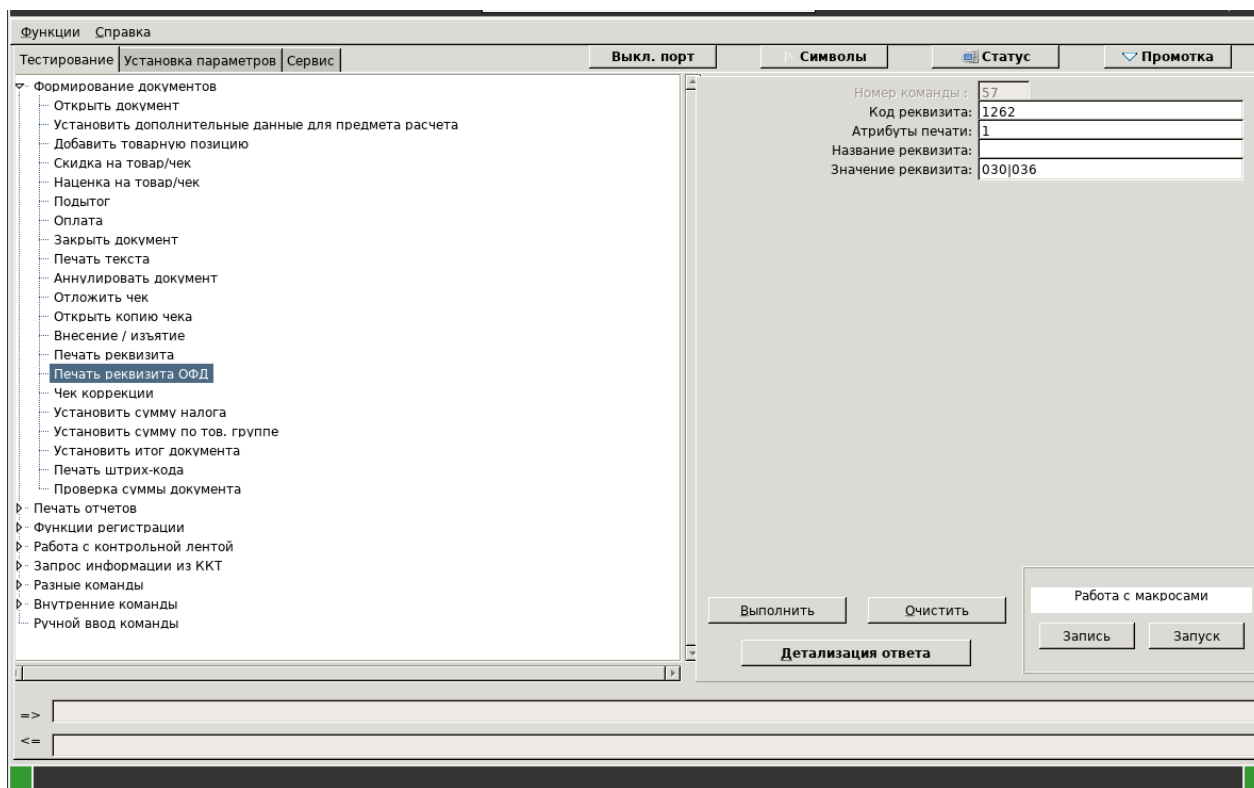 Функции Справка
Тестирование Установка параметров Сервис Выкл. порт Символы Статус Промотка
Формирование документов
Открыть документ
Установить дополнительные данные для предмета расчета
Добавить товарную позицию
Скидка на товар/чек
Наценка на товар/чек
Подытог
Оплата
Закрыть документ
Печать текста
Аннулировать документ
Отложить чек
Открыть копию чека
Внесение / изъятие
Печать реквизита
Печать реквизита ОФД
Чек коррекции
Установить сумму налога
Установить сумму по тов. группе
Установить итог документа
Печать штрих-кода
Проверка суммы документа
Печать отчетов
Функции регистрации
Работа с контрольной лентой
Запрос информации из ККТ
Разные команды
Внутренние команды
Ручной ввод команды
Номер команды : 57
Код реквизита: 1262
Атрибуты печати: 1
Название реквизита:
Значение реквизита: 030|036
Выполнить Очистить
Детализация ответа
Работа с макросами
Запись Запуск
=>
<=